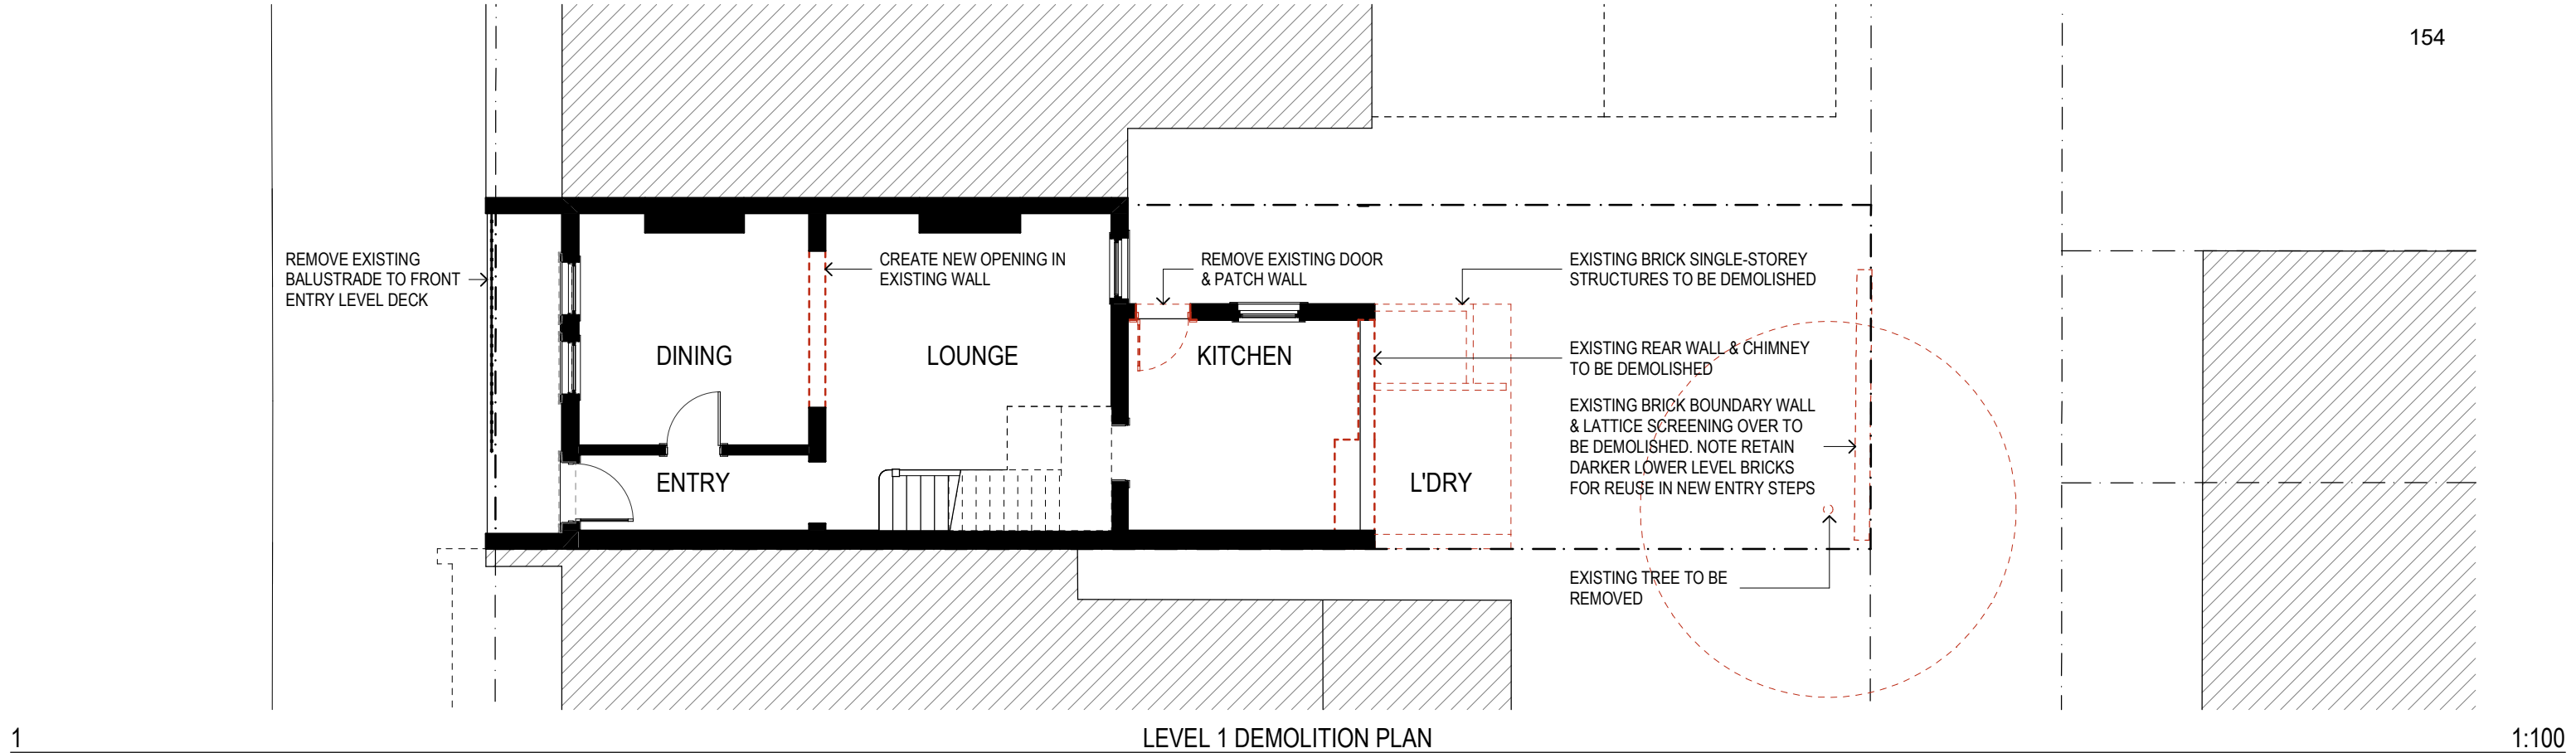 154
REMOVE EXISTING
BALUSTRADE TO FRONT
ENTRY LEVEL DECK
CREATE NEW OPENING IN
EXISTING WALL
REMOVE EXISTING DOOR
& PATCH WALL
EXISTING BRICK SINGLE-STOREY
STRUCTURES TO BE DEMOLISHED
DINING
LOUNGE
KITCHEN
EXISTING REAR WALL & CHIMNEY
TO BE DEMOLISHED
EXISTING BRICK BOUNDARY WALL
& LATTICE SCREENING OVER TO
BE DEMOLISHED. NOTE RETAIN
DARKER LOWER LEVEL BRICKS
FOR REUSE IN NEW ENTRY STEPS
ENTRY
L'DRY
EXISTING TREE TO BE
REMOVED
1
LEVEL 1 DEMOLITION PLAN
1:100